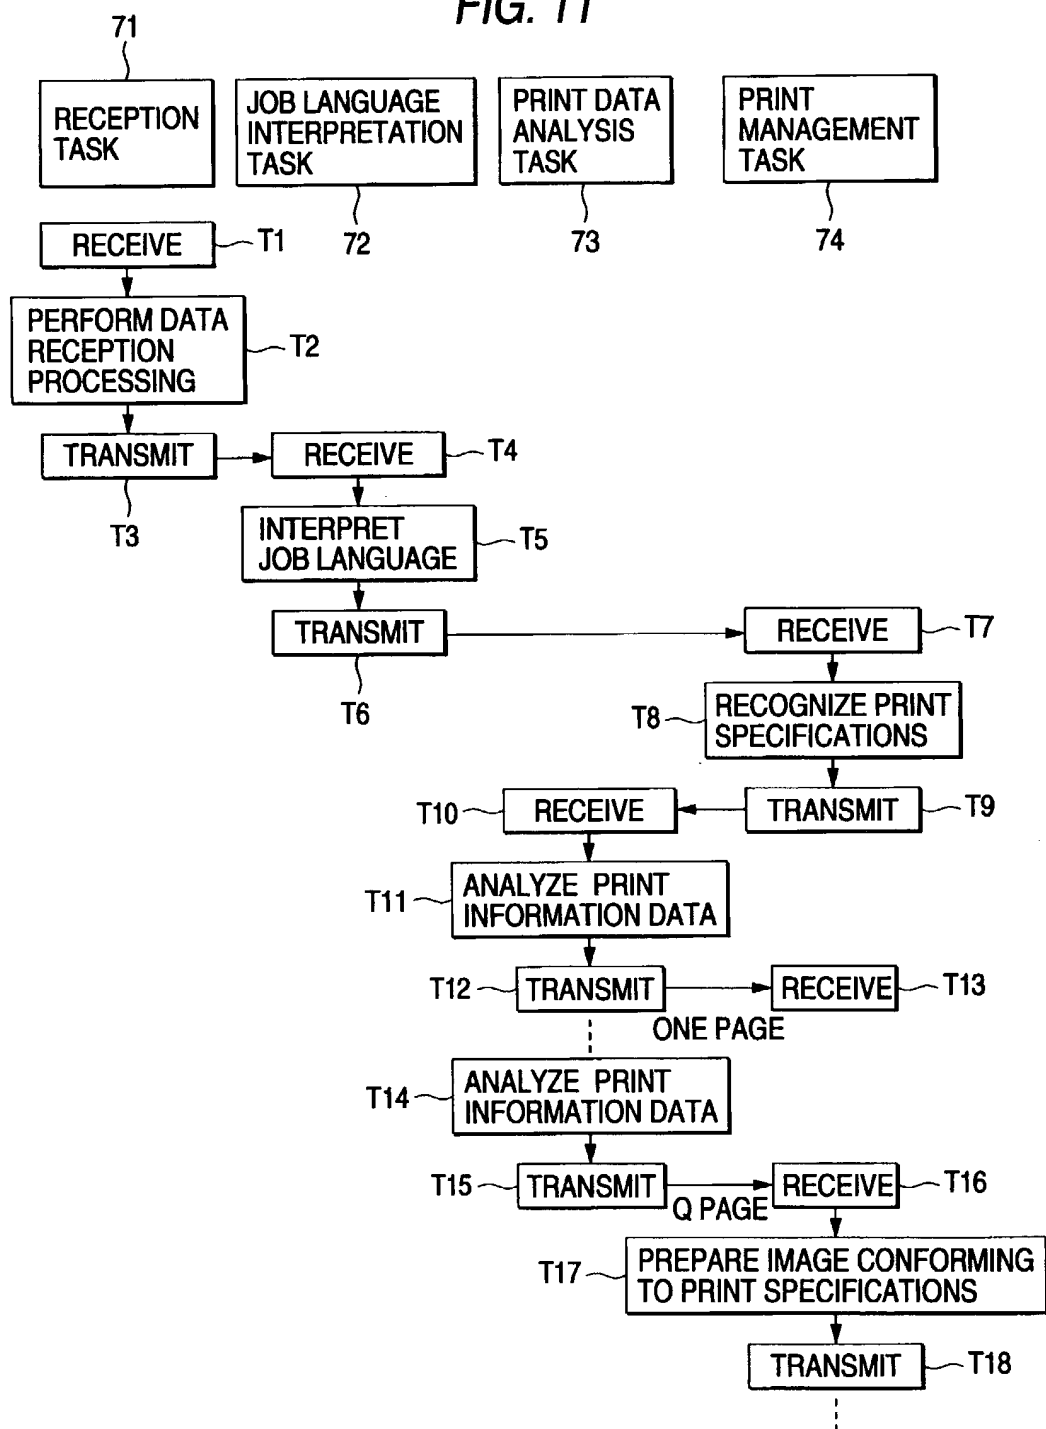 FIG. 11
71
RECEPTION
TASK
JOB LANGUAGE
INTERPRETATION
TASK
PRINT DATA
ANALYSIS
TASK
PRINT
MANAGEMENT
TASK
72
73
74
RECEIVE
T1
PERFORM DATA
RECEPTION
PROCESSING
T2
TRANSMIT
T3
RECEIVE
T4
INTERPRET
JOB LANGUAGE
T5
TRANSMIT
T6
RECEIVE
T7
T8
RECOGNIZE PRINT
SPECIFICATIONS
TRANSMIT
T9
T10
RECEIVE
T11
ANALYZE PRINT
INFORMATION DATA
T12
TRANSMIT
ONE PAGE
RECEIVE
T13
T14
ANALYZE PRINT
INFORMATION DATA
T15
TRANSMIT
Q PAGE
RECEIVE
T16
T17
PREPARE IMAGE CONFORMING
TO PRINT SPECIFICATIONS
TRANSMIT
T18